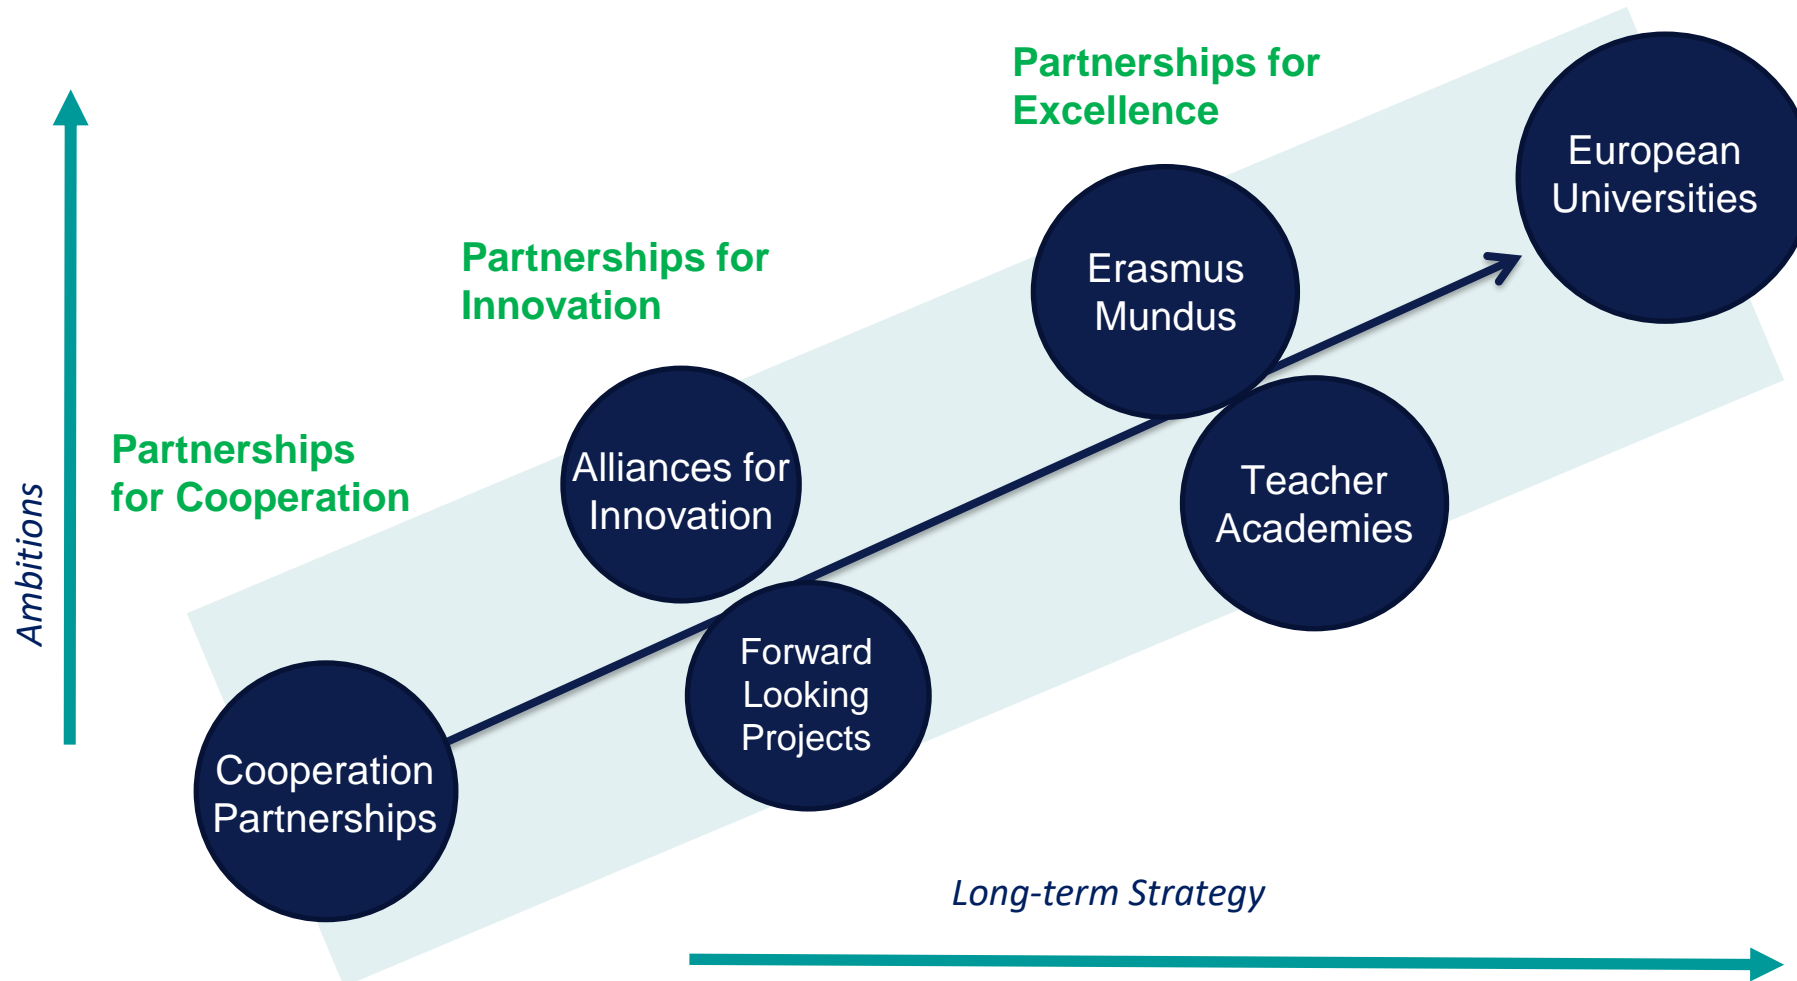 Partnerships for
Excellence
European
Universities
Partnerships for
Innovation
Erasmus
Mundus
Partnerships
for Cooperation
Alliances for
Innovation
Teacher
Academies
Ambitions
Forward
Looking
Projects
Cooperation
Partnerships
Long-term Strategy